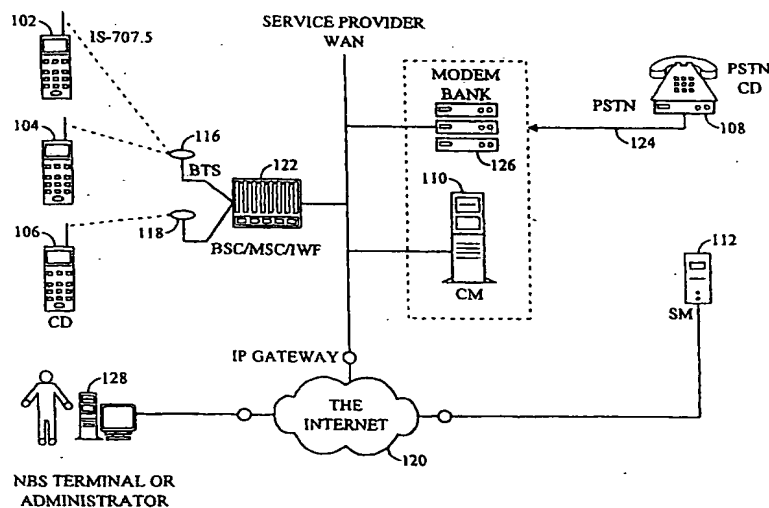 102
IS-707.5
SERVICE PROVIDER
WAN
104
116
BTS
122
BSC/MSC/IWF
118
106
CD
MODEM
BANK
126
110
CM
PSTN
124
PSTN
CD
108
112
SM
IP GATEWAY
THE
INTERNET
120
128
NBS TERMINAL OR
ADMINISTRATOR